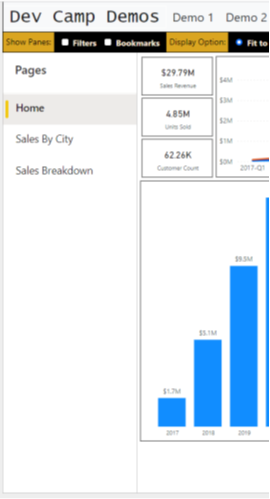 Dev Camp Demos Demo 1 Demo 2
Show Panes: Filters Bookmarks Display Option: Fit to
Pages
Home
Sales By City
Sales Breakdown
$29.79M
Sales Revenue
4.85M
Units Sold
62.26K
Customer Count
$4M
$3M
$2M
$1M
$0M
2017-Q1
$1.7M
$5.1M
$9.5M
2017 2018 2019